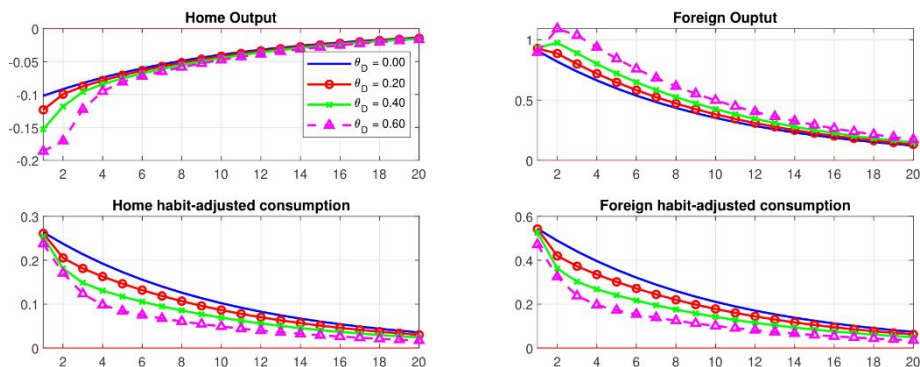 Home Output
0
-0.05
-0.1
-0.15
-0.2
2 4 6 8 10 12 14 16 18 20
θD = 0.00
θD = 0.20
θD = 0.40
θD = 0.60
Foreign Ouptut
1
0.5
0
2 4 6 8 10 12 14 16 18 20
Home habit-adjusted consumption
0.3
0.2
0.1
0
2 4 6 8 10 12 14 16 18 20
Foreign habit-adjusted consumption
0.6
0.4
0.2
0
2 4 6 8 10 12 14 16 18 20